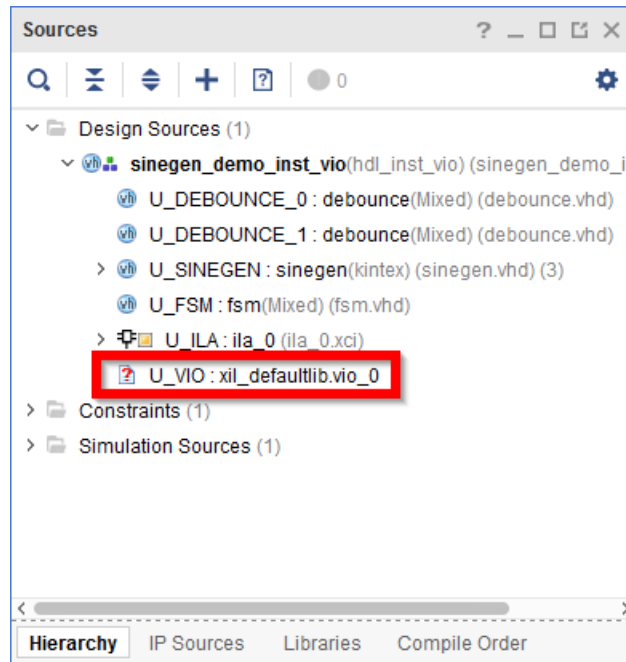 Sources
0
Design Sources (1)
sinegen_demo_inst_vio(hdl_inst_vio) (sinegen_demo_i
U_DEBOUNCE_0 : debounce(Mixed) (debounce.vhd)
U_DEBOUNCE_1 : debounce(Mixed) (debounce.vhd)
U_SINEGEN : sinegen(kintex) (sinegen.vhd) (3)
U_FSM : fsm(Mixed) (fsm.vhd)
U_ILA : ila_0 (ila_0.xci)
U_VIO : xil_defaultlib.vio_0
Constraints (1)
Simulation Sources (1)
Hierarchy IP Sources Libraries Compile Order